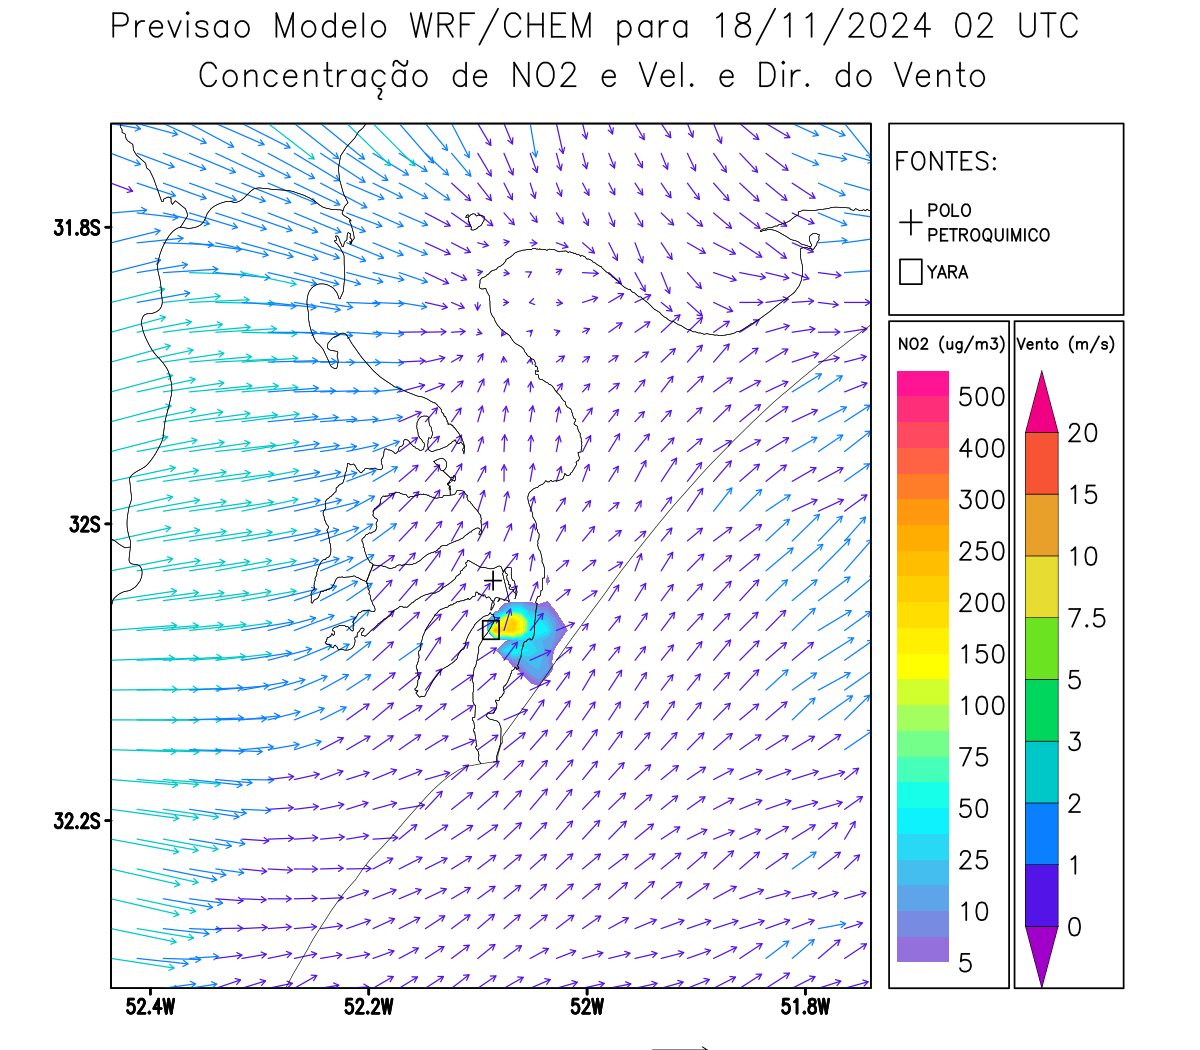 Previsao Modelo WRF/CHEM para 18/11/2024 02 UTC
Concentração de NO2 e Vel. e Dir. do Vento
FONTES:
POLO
PETROQUIMICO
YARA
NO2 (ug/m3)
500
400
300
250
200
150
100
75
50
25
10
5
Vento (m/s)
20
15
10
7.5
5
3
2
1
0
31.8S
32S
32.2S
52.4W
52.2W
52W
51.8W